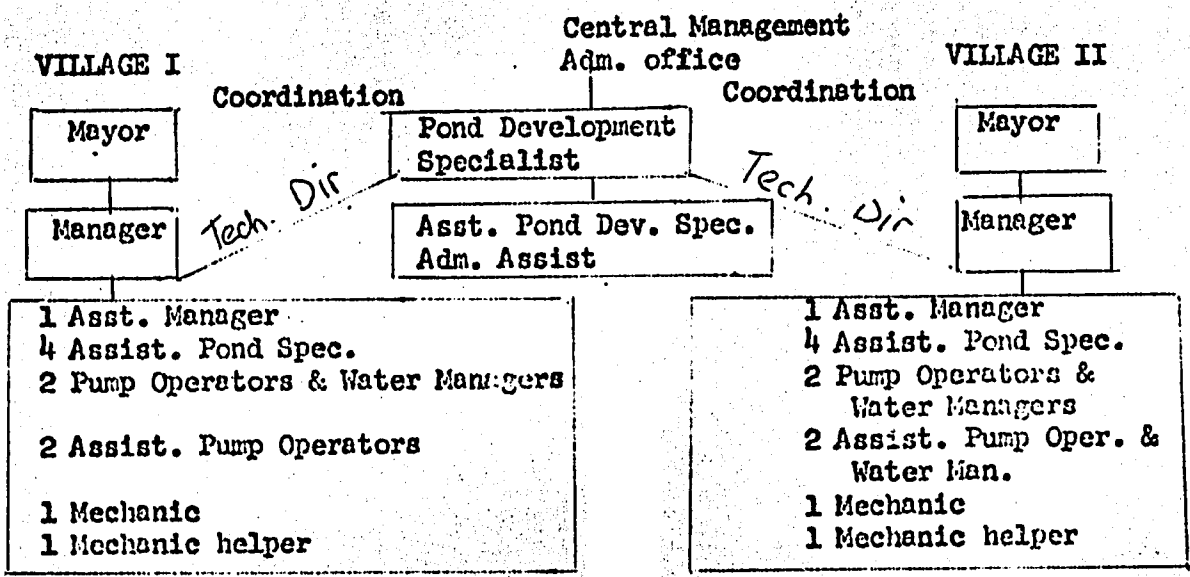 Central Management
Adm. office
VILLAGE I
VILLAGE II
Coordination
Coordination
Mayor
Pond Development
Specialist
Mayor
Tech. Dir
Tech. Dir
Manager
Asst. Pond Dev. Spec.
Adm. Assist
Manager
1 Asst. Manager
4 Assist. Pond Spec.
2 Pump Operators & Water Managers
2 Assist. Pump Operators
1 Mechanic
1 Mechanic helper
1 Asst. Manager
4 Assist. Pond Spec.
2 Pump Operators &
Water Managers
2 Assist. Pump Oper. &
Water Man.
1 Mechanic
1 Mechanic helper